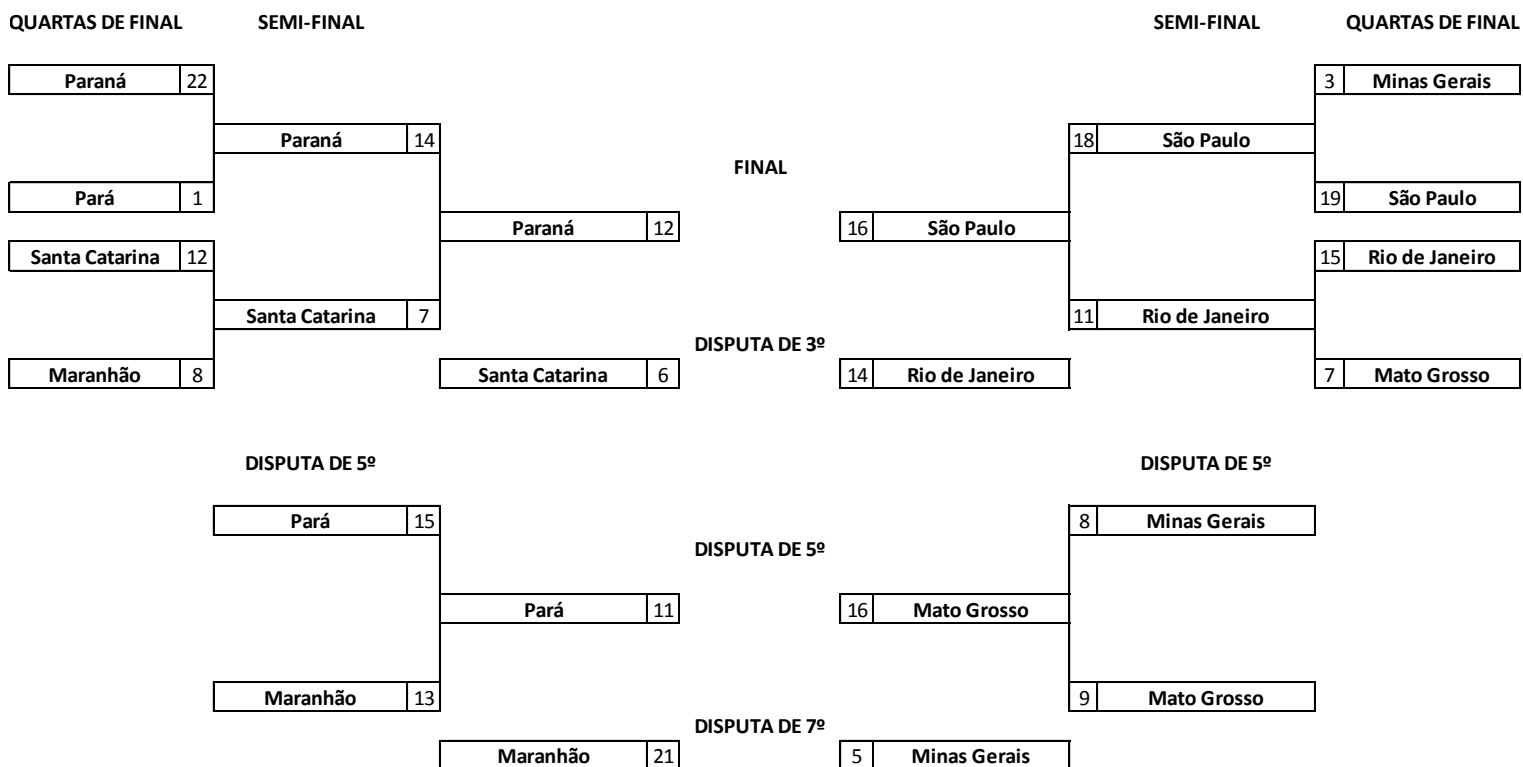 QUARTAS DE FINAL SEMI-FINAL SEMI-FINAL QUARTAS DE FINAL
Paraná 22 3 Minas Gerais
Paraná 14 18 São Paulo
FINAL
Pará 1 19 São Paulo
Paraná 12 16 São Paulo
Santa Catarina 12 15 Rio de Janeiro
Santa Catarina 7 11 Rio de Janeiro
DISPUTA DE 3º
Maranhão 8 Santa Catarina 6 14 Rio de Janeiro 7 Mato Grosso
DISPUTA DE 5º DISPUTA DE 5º
Pará 15 8 Minas Gerais
DISPUTA DE 5º
Pará 11 16 Mato Grosso
Maranhão 13 9 Mato Grosso
DISPUTA DE 7º
Maranhão 21 5 Minas Gerais